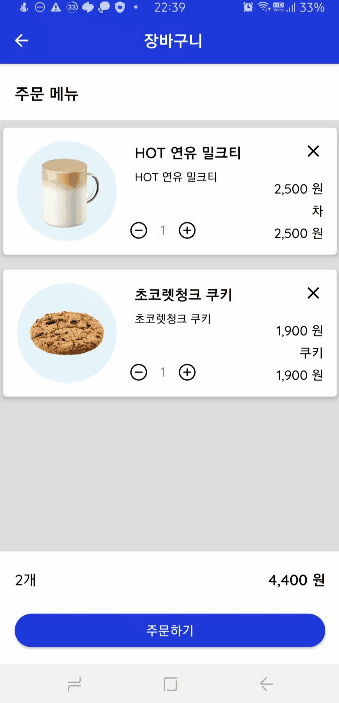 22:39 33%
장바구니
주문 메뉴
HOT 연유 밀크티
HOT 연유 밀크티
2,500 원
차
1
2,500 원
초코렛청크 쿠키
초코렛청크 쿠키
1,900 원
쿠키
1
1,900 원
2개 4,400 원
주문하기